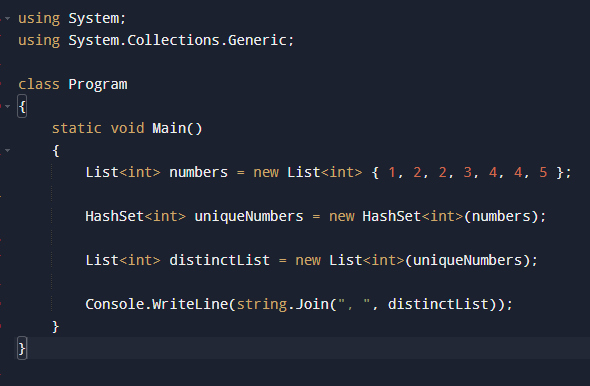 using System;
using System.Collections.Generic;
class Program
{
static void Main()
{
List<int> numbers = new List<int> { 1, 2, 2, 3, 4, 4, 5 };
HashSet<int> uniqueNumbers = new HashSet<int>(numbers);
List<int> distinctList = new List<int>(uniqueNumbers);
Console.WriteLine(string.Join(", ", distinctList));
}
}